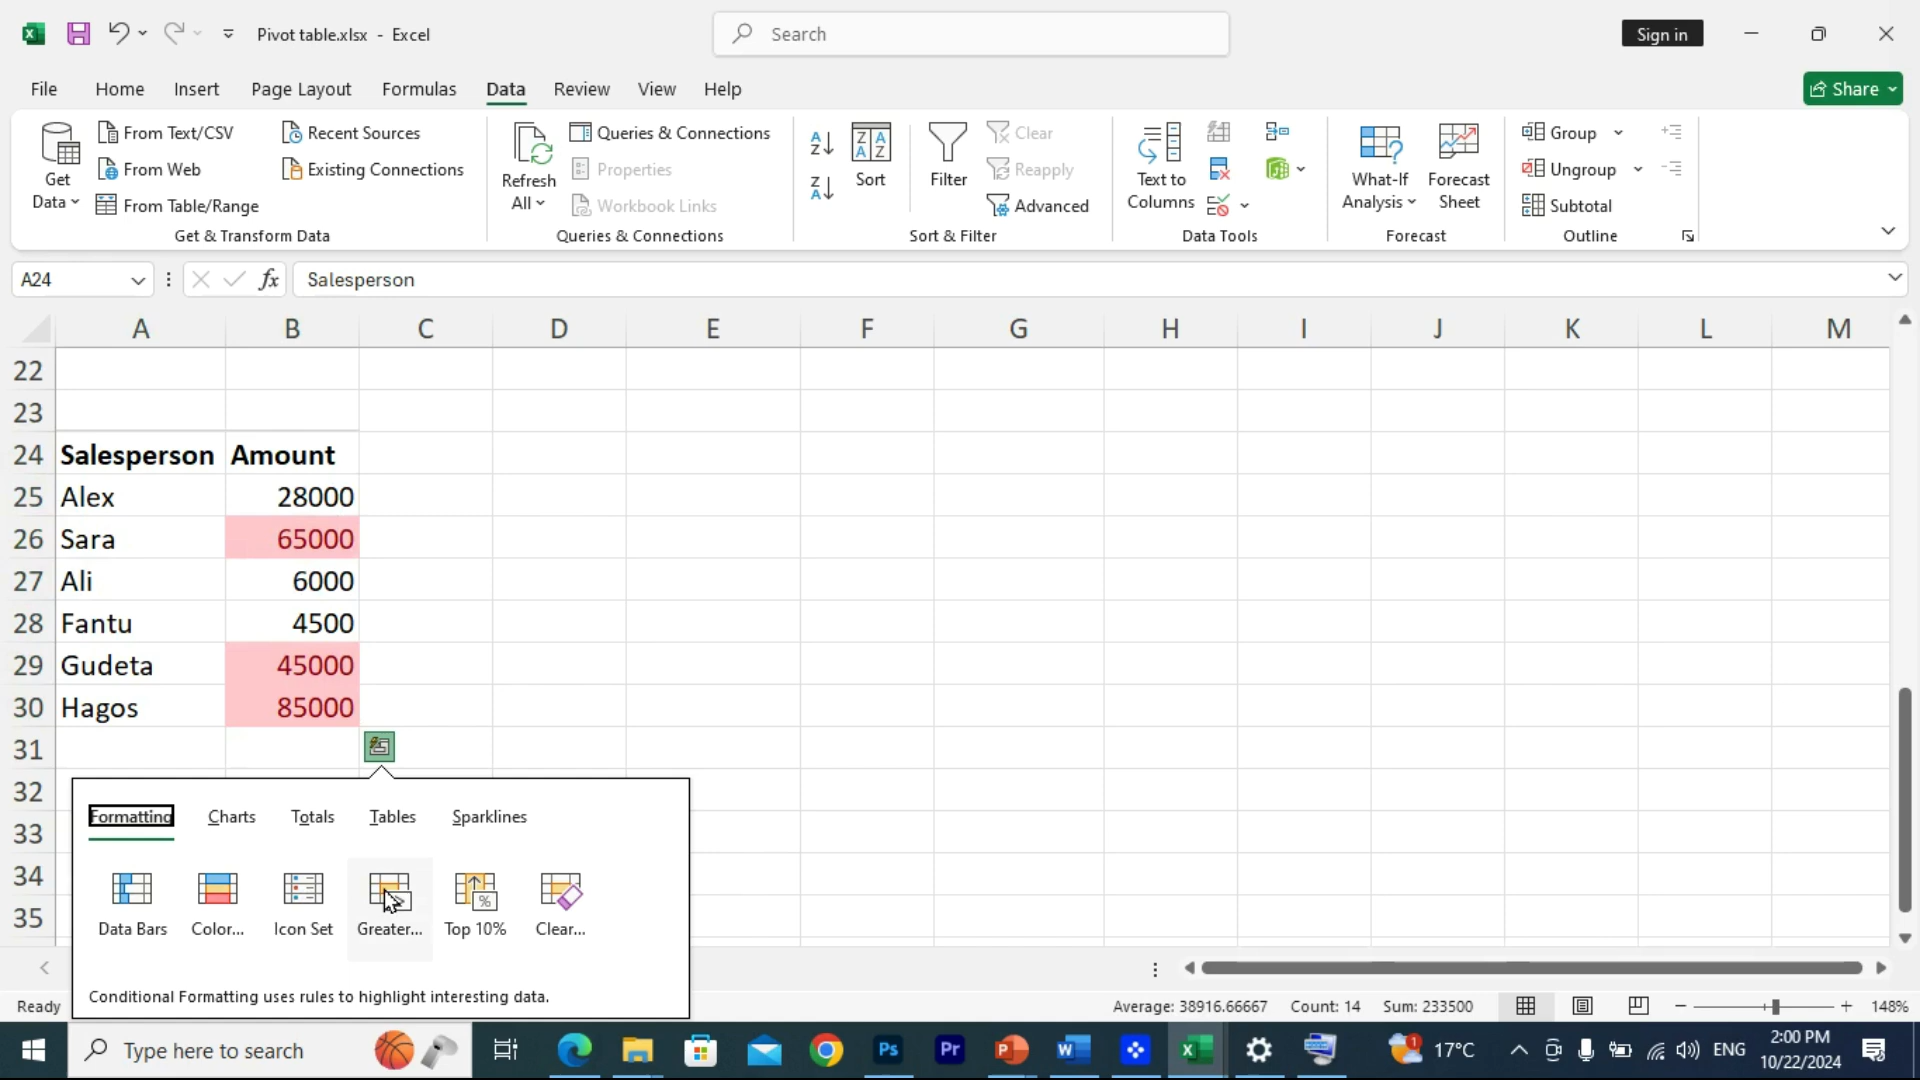 Pivot table.xlsx - Excel
Search
Sign in
File
Home
Insert
Page Layout
Formulas
Data
Review
View
Help
Share
Get Data
From Text/CSV
From Web
From Table/Range
Recent Sources
Existing Connections
Get & Transform Data
Refresh All
Queries & Connections
Properties
Workbook Links
Queries & Connections
Sort
Filter
Clear
Reapply
Advanced
Sort & Filter
Text to Columns
Data Tools
What-If Analysis
Forecast Sheet
Forecast
Group
Ungroup
Subtotal
Outline
A24
fx
Salesperson
A B C D E F G H I J K L M
22
23
24 Salesperson Amount
25 Alex 28000
26 Sara 65000
27 Ali 6000
28 Fantu 4500
29 Gudeta 45000
30 Hagos 85000
31
32
33
34
35
Formatting Charts Totals Tables Sparklines
Data Bars Color... Icon Set Greater... Top 10% Clear...
Conditional Formatting uses rules to highlight interesting data.
Ready
Average: 38916.66667 Count: 14 Sum: 233500
148%
Type here to search
Ps
Pr
17°C
ENG
2:00 PM
10/22/2024